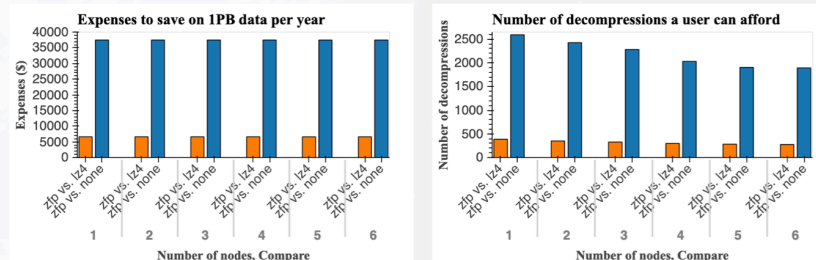 Expenses to save on 1PB data per year
Expenses ($)
40000
35000
30000
25000
20000
15000
10000
5000
0
zfp vs. lz4
zfp vs. none
zfp vs. lz4
zfp vs. none
zfp vs. lz4
zfp vs. none
zfp vs. lz4
zfp vs. none
zfp vs. lz4
zfp vs. none
zfp vs. lz4
zfp vs. none
1 2 3 4 5 6
Number of nodes, Compare
Number of decompressions a user can afford
Number of decompressions
2500
2000
1500
1000
500
0
zfp vs. lz4
zfp vs. none
zfp vs. lz4
zfp vs. none
zfp vs. lz4
zfp vs. none
zfp vs. lz4
zfp vs. none
zfp vs. lz4
zfp vs. none
zfp vs. lz4
zfp vs. none
1 2 3 4 5 6
Number of nodes, Compare